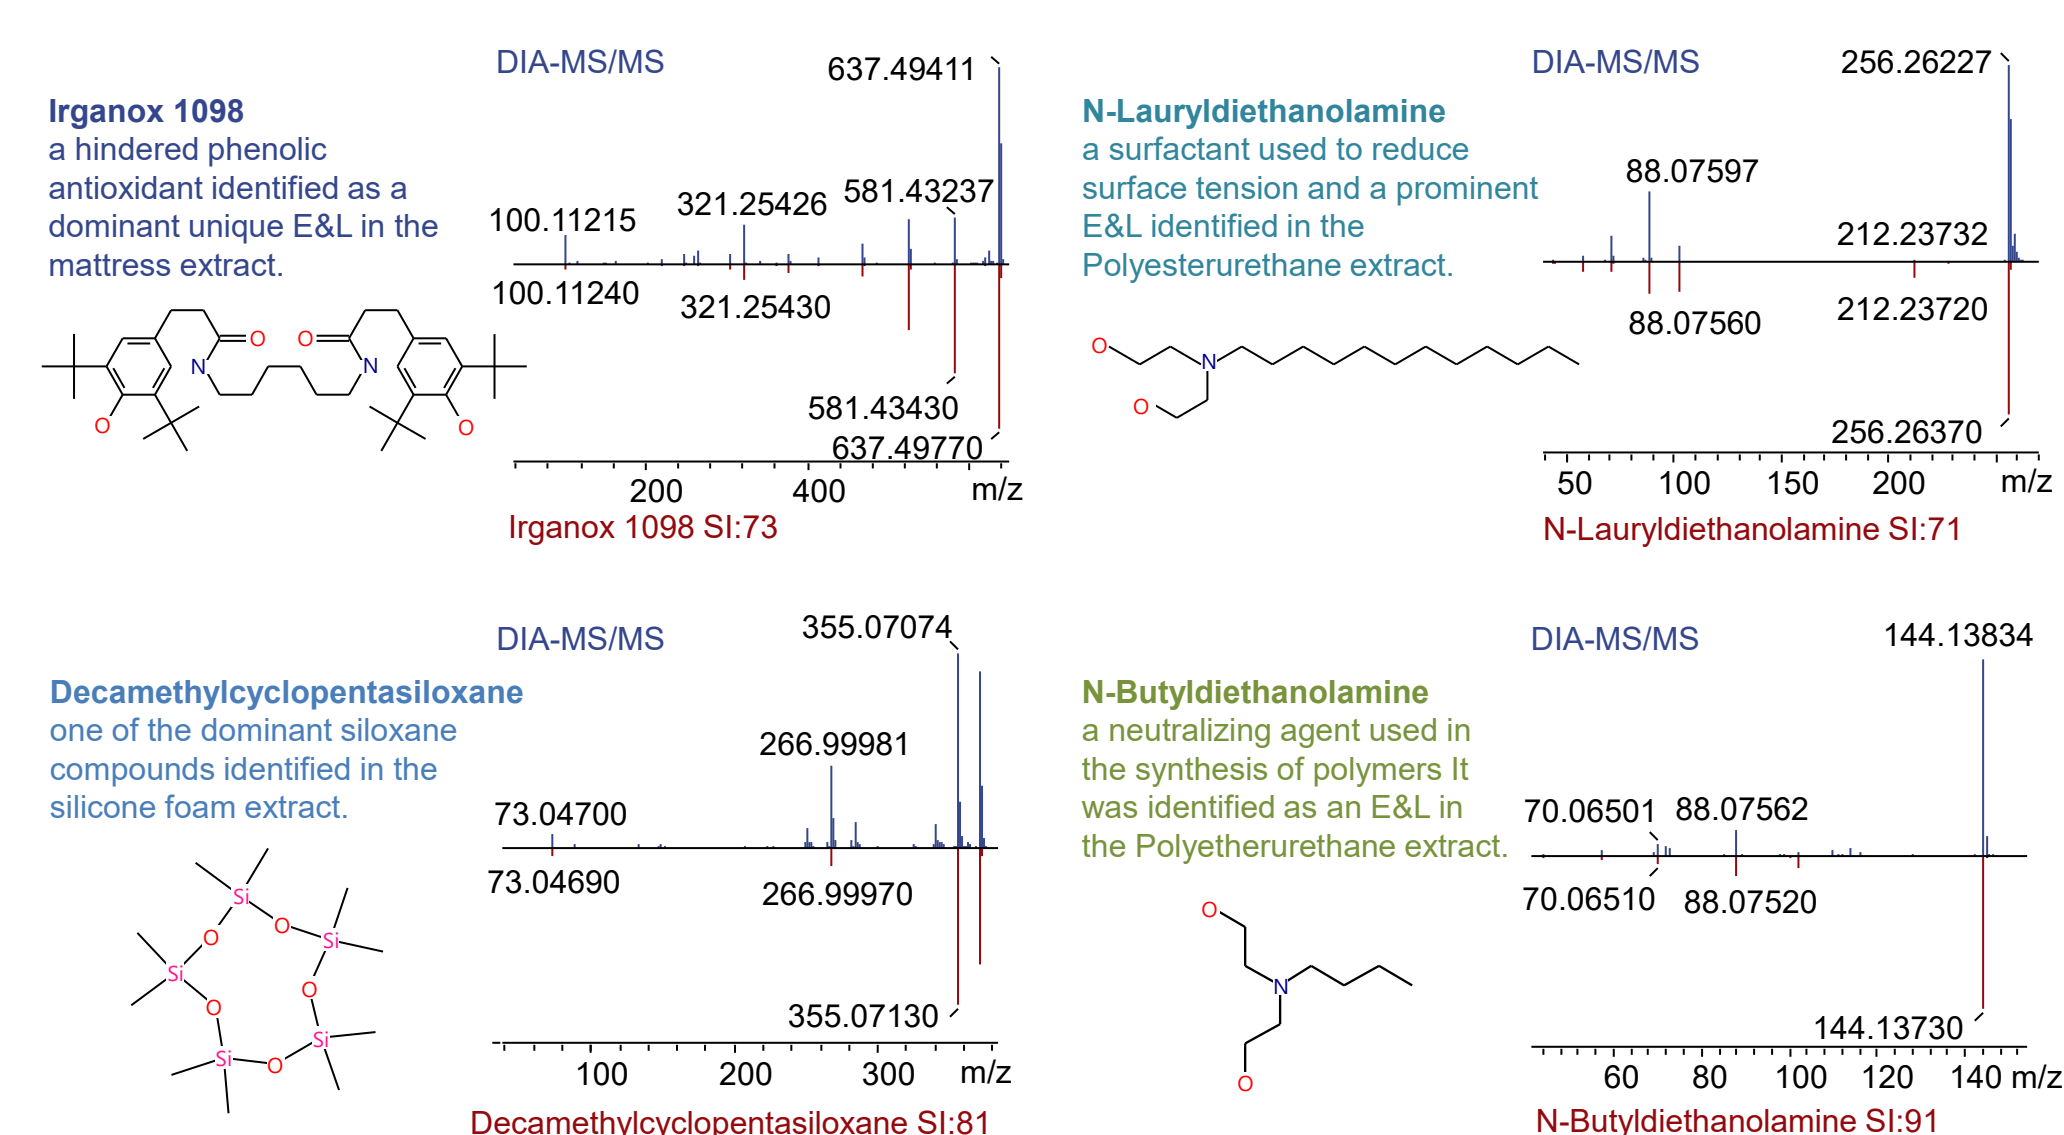 Irganox 1098
a hindered phenolic
antioxidant identified as a
dominant unique E&L in the
mattress extract.
O
O
N
N
O
O
DIA-MS/MS
637.49411
100.11215
321.25426
581.43237
100.11240
321.25430
581.43430
637.49770
200
400
m/z
Irganox 1098 SI:73
N-Lauryldiethanolamine
a surfactant used to reduce
surface tension and a prominent
E&L identified in the
Polyesterurethane extract.
O
N
O
DIA-MS/MS
256.26227
88.07597
212.23732
88.07560
212.23720
256.26370
50
100
150
200
m/z
N-Lauryldiethanolamine SI:71
Decamethylcyclopentasiloxane
one of the dominant siloxane
compounds identified in the
silicone foam extract.
Si
O
O
Si
Si
O
O
Si
Si
O
DIA-MS/MS
355.07074
266.99981
73.04700
73.04690
266.99970
355.07130
100
200
300
m/z
Decamethylcyclopentasiloxane SI:81
N-Butyldiethanolamine
a neutralizing agent used in
the synthesis of polymers It
was identified as an E&L in
the Polyetherurethane extract.
O
N
O
DIA-MS/MS
144.13834
70.06501
88.07562
70.06510
88.07520
144.13730
60
80
100
120
140
m/z
N-Butyldiethanolamine SI:91